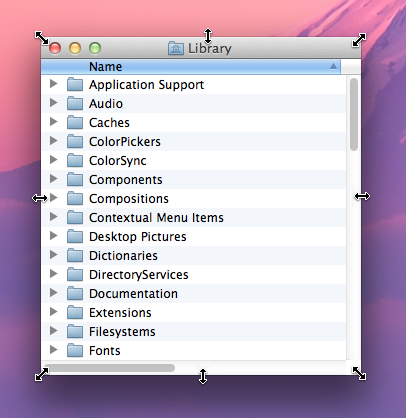 Library
Name
Application Support
Audio
Caches
ColorPickers
ColorSync
Components
Compositions
Contextual Menu Items
Desktop Pictures
Dictionaries
DirectoryServices
Documentation
Extensions
Filesystems
Fonts